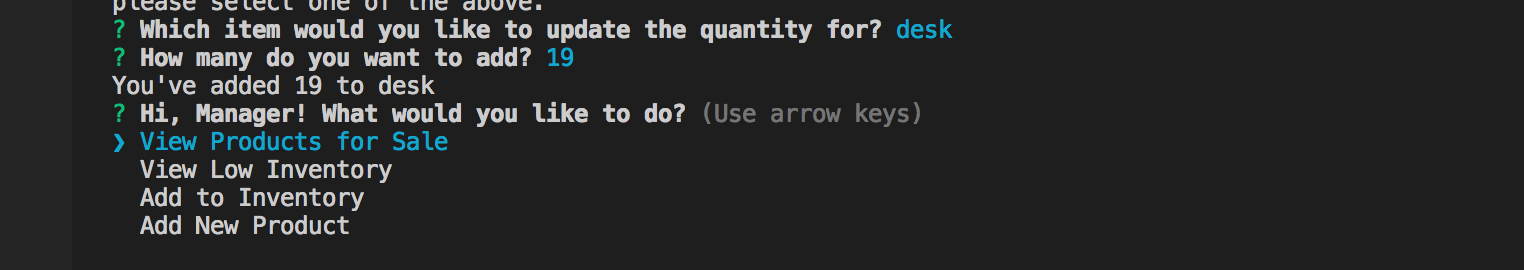 please select one of the above.
? Which item would you like to update the quantity for? desk
? How many do you want to add? 19
You've added 19 to desk
? Hi, Manager! What would you like to do? (Use arrow keys)
❯ View Products for Sale
View Low Inventory
Add to Inventory
Add New Product